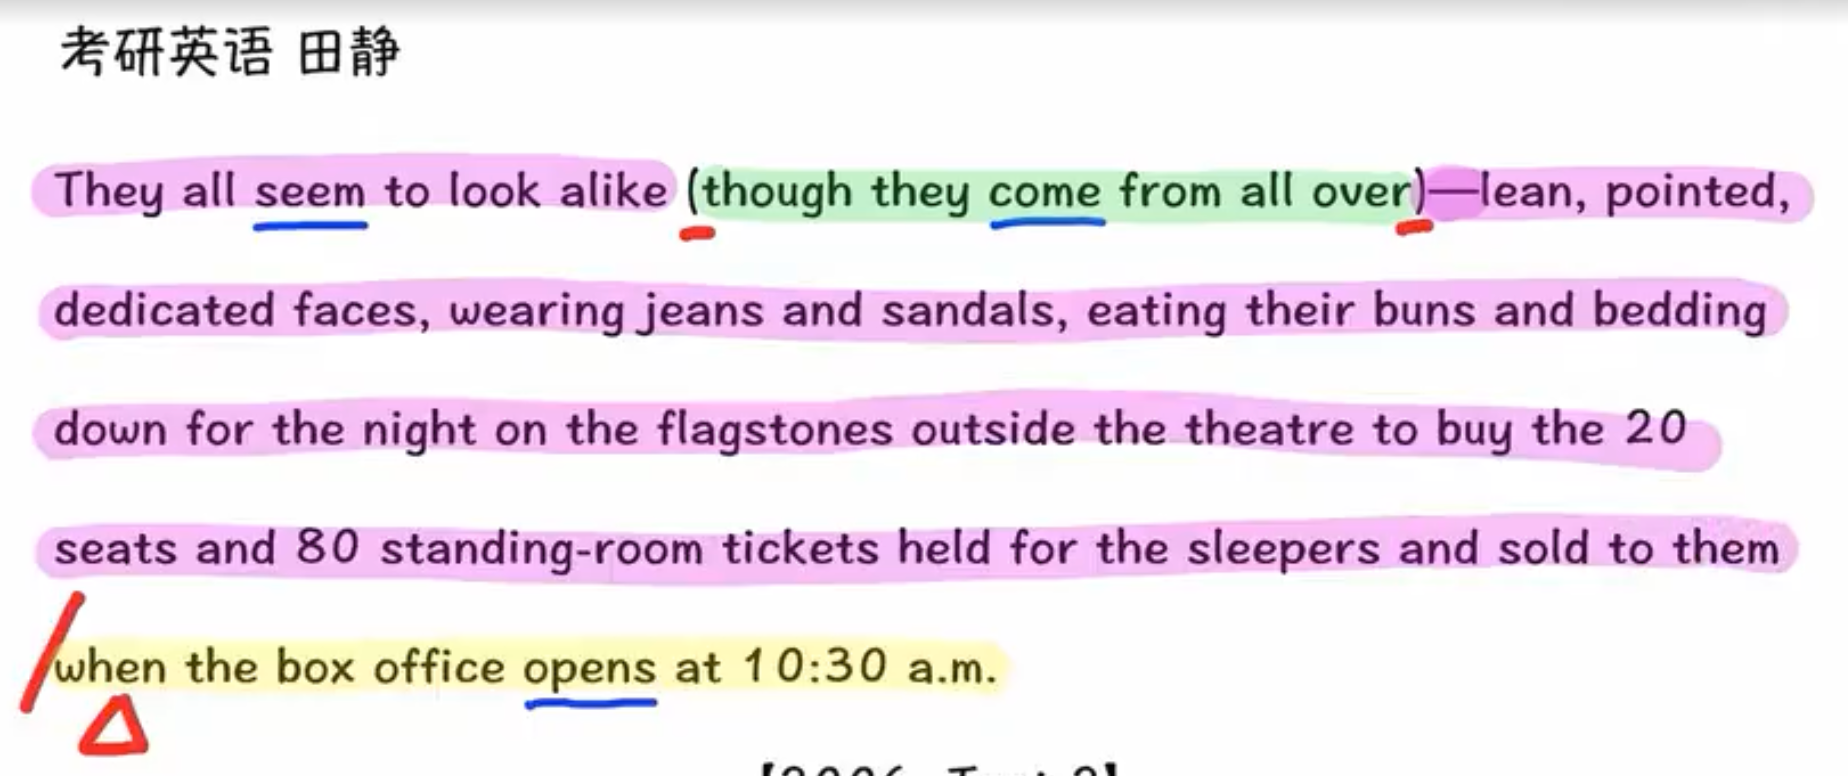 考研英语 田静
They all seem to look alike (though they come from all over)—lean, pointed,
dedicated faces, wearing jeans and sandals, eating their buns and bedding
down for the night on the flagstones outside the theatre to buy the 20
seats and 80 standing-room tickets held for the sleepers and sold to them
when the box office opens at 10:30 a.m.